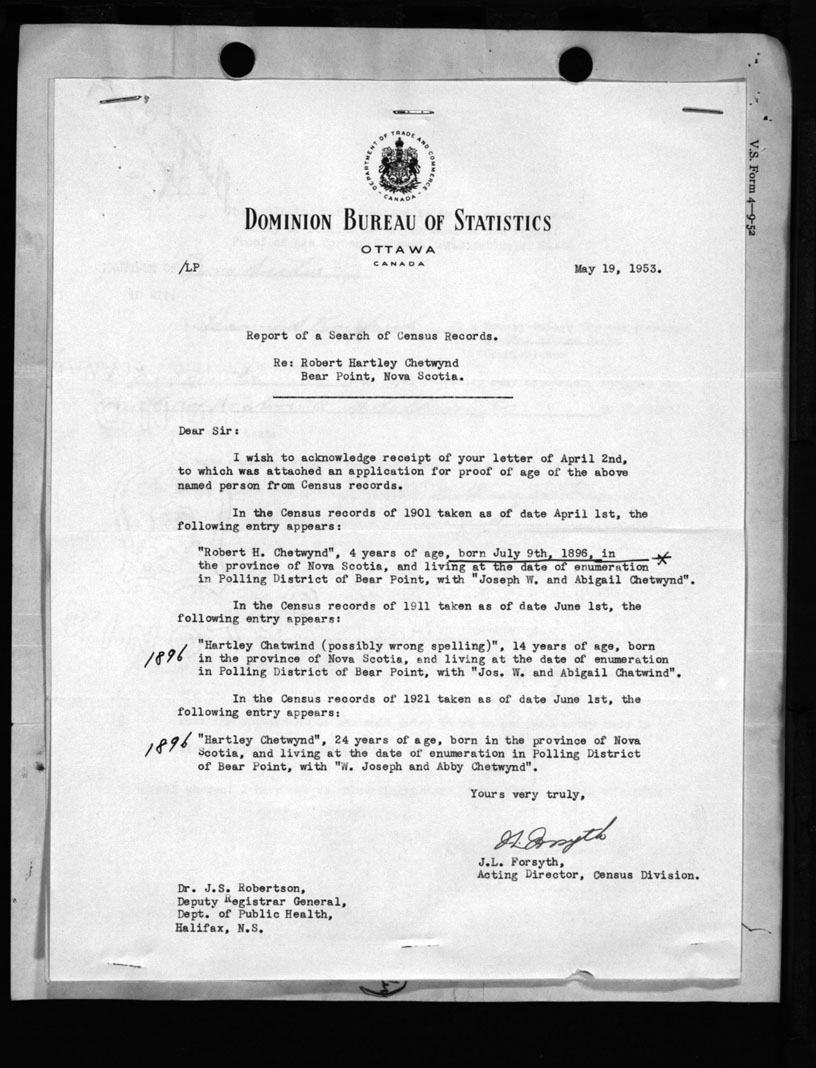 V.S. Form 4-9-52
DEPARTMENT OF TRADE AND COMMERCE
CANADA
DOMINION BUREAU OF STATISTICS
OTTAWA
CANADA
/LP
May 19, 1953.
Report of a Search of Census Records.
Re: Robert Hartley Chetwynd
Bear Point, Nova Scotia.
Dear Sir:
I wish to acknowledge receipt of your letter of April 2nd,
to which was attached an application for proof of age of the above
named person from Census records.
In the Census records of 1901 taken as of date April 1st, the
following entry appears:
"Robert H. Chetwynd", 4 years of age, born July 9th, 1896, in
the province of Nova Scotia, and living at the date of enumeration
in Polling District of Bear Point, with "Joseph W. and Abigail Chetwynd".
In the Census records of 1911 taken as of date June 1st, the
following entry appears:
1896 "Hartley Chatwind (possibly wrong spelling)", 14 years of age, born
in the province of Nova Scotia, and living at the date of enumeration
in Polling District of Bear Point, with "Jos. W. and Abigail Chatwind".
In the Census records of 1921 taken as of date June 1st, the
following entry appears:
1896 "Hartley Chetwynd", 24 years of age, born in the province of Nova
Scotia, and living at the date of enumeration in Polling District
of Bear Point, with "W. Joseph and Abby Chetwynd".
Yours very truly,
J.L. Forsyth
J.L. Forsyth,
Acting Director, Census Division.
Dr. J.S. Robertson,
Deputy Registrar General,
Dept. of Public Health,
Halifax, N.S.